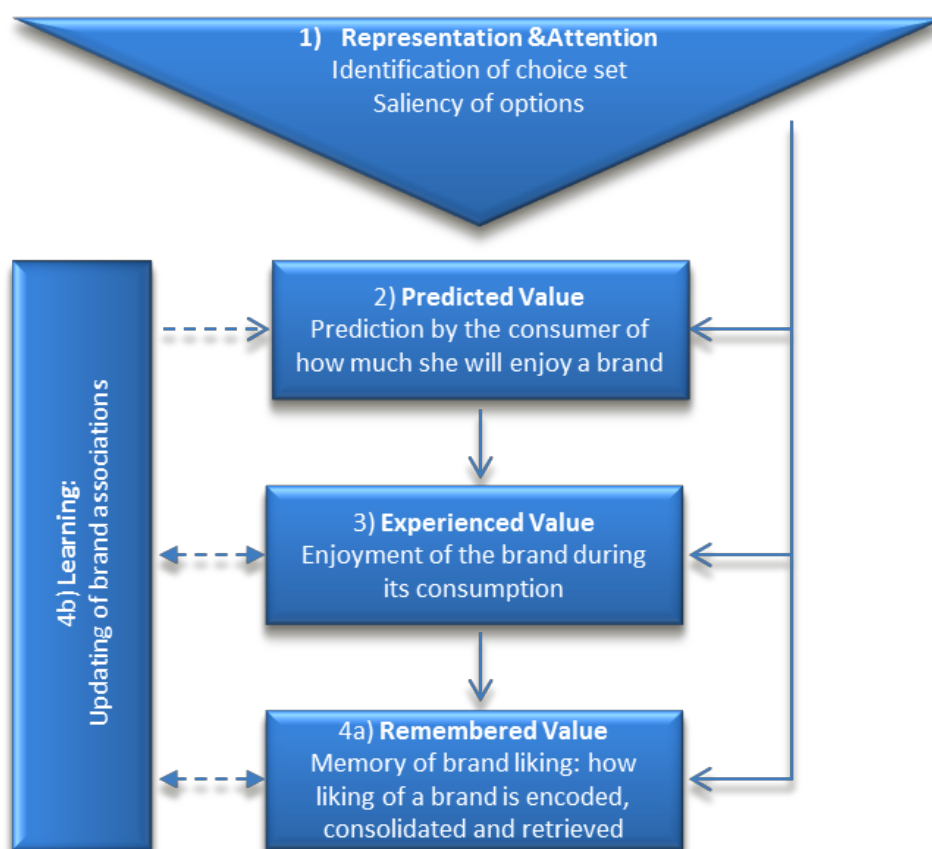 1) Representation &Attention
Identification of choice set
Saliency of options
2) Predicted Value
Prediction by the consumer of
how much she will enjoy a brand
3) Experienced Value
Enjoyment of the brand during
its consumption
4a) Remembered Value
Memory of brand liking: how
liking of a brand is encoded,
consolidated and retrieved
4b) Learning:
Updating of brand associations